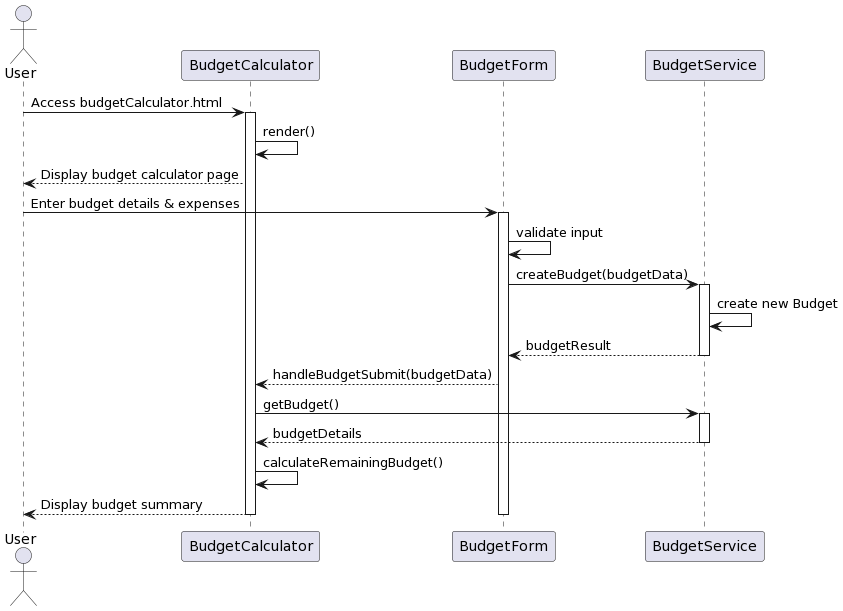 User
BudgetCalculator
BudgetForm
BudgetService
Access budgetCalculator.html
render()
Display budget calculator page
Enter budget details & expenses
validate input
createBudget(budgetData)
create new Budget
budgetResult
handleBudgetSubmit(budgetData)
getBudget()
budgetDetails
calculateRemainingBudget()
Display budget summary
User
BudgetCalculator
BudgetForm
BudgetService